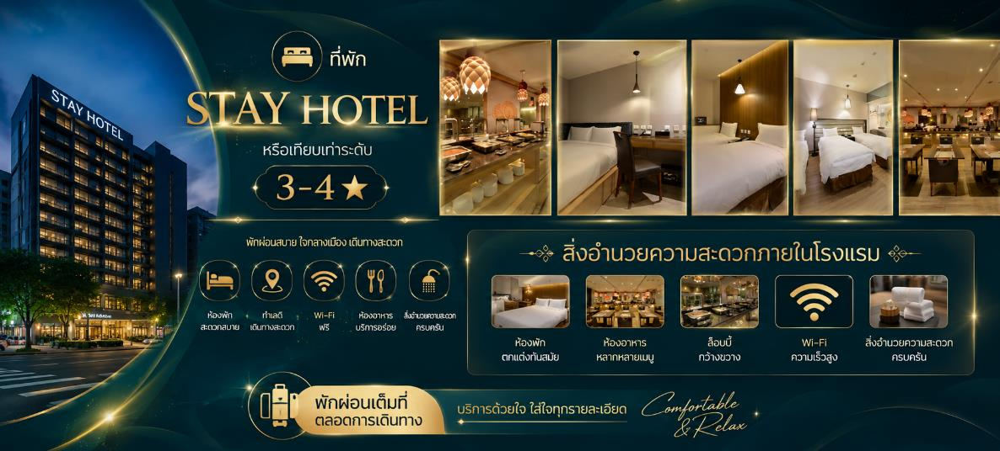 STAY HOTEL
ที่พัก
STAY HOTEL
หรือเทียบเท่าระดับ
3-4
พักผ่อนสบาย ใจกลางเมือง เดินทางสะดวก
ห้องพัก
สะดวกสบาย
ทำเลดี
เดินทางสะดวก
Wi-Fi
ฟรี
ห้องอาหาร
บริการอร่อย
สิ่งอำนวยความสะดวก
ครบครัน
สิ่งอำนวยความสะดวกภายในโรงแรม
ห้องพัก
ตกแต่งทันสมัย
ห้องอาหาร
หลากหลายเมนู
ล็อบบี้
กว้างขวาง
Wi-Fi
ความเร็วสูง
สิ่งอำนวยความสะดวก
ครบครัน
พักผ่อนเต็มที่
ตลอดการเดินทาง
บริการด้วยใจ ใส่ใจทุกรายละเอียด
Comfortable
& Relax